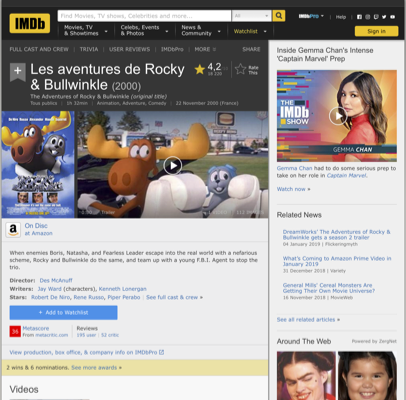 IMDb
Find Movies, TV shows, Celebrities and more...
All
IMDbPro
Help
Movies, TV & Showtimes
Celebs, Events & Photos
News & Community
Watchlist
Sign in
FULL CAST AND CREW | TRIVIA | USER REVIEWS | IMDbPro | MORE
SHARE
Les aventures de Rocky & Bullwinkle (2000)
The Adventures of Rocky & Bullwinkle (original title)
Tous publics | 1h 32min | Animation, Adventure, Comedy | 22 November 2000 (France)
4,2
Rate This
Trailer
On Disc
at Amazon
When enemies Boris, Natasha, and Fearless Leader escape into the real world with a nefarious
scheme, Rocky and Bullwinkle do the same, and team up with a young F.B.I. Agent to stop the
trio.
Director: Des McAnuff
Writers: Jay Ward (characters), Kenneth Lonergan
Stars: Robert De Niro, Rene Russo, Piper Perabo | See full cast & crew »
+ Add to Watchlist
36
Metascore
From metacritic.com
Reviews
195 user | 52 critic
View production, box office, & company info on IMDbPro
2 wins & 6 nominations. See more awards »
Videos
Inside Gemma Chan's Intense
'Captain Marvel' Prep
THE
IMDb
SHOW
GEMMA CHAN
Gemma Chan had to do some serious prep to
take on her role in Captain Marvel.
Watch now »
Related News
DreamWorks' The Adventures of Rocky &
Bullwinkle gets a season 2 trailer
04 January 2019 | Flickeringmyth
What's Coming to Amazon Prime Video in
January 2019
31 December 2018 | Variety
General Mills' Cereal Monsters Are
Getting Their Own Movie Universe?
16 November 2018 | MovieWeb
See all related articles »
Around The Web
Powered by ZergNet